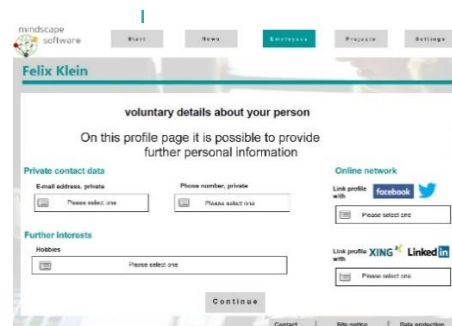 mindscape
software
Start
News
Employees
Projects
Settings
Felix Klein
voluntary details about your person
On this profile page it is possible to provide
further personal information
Private contact data
Online network
E-mail address, private
Phone number, private
Link profile
with
facebook
Please select one
Please select one
Please select one
Further Interests
Hobbies
Link profile
with
XING
Linked in
Please select one
Please select one
Continue
Contact
Site notice
Data protection